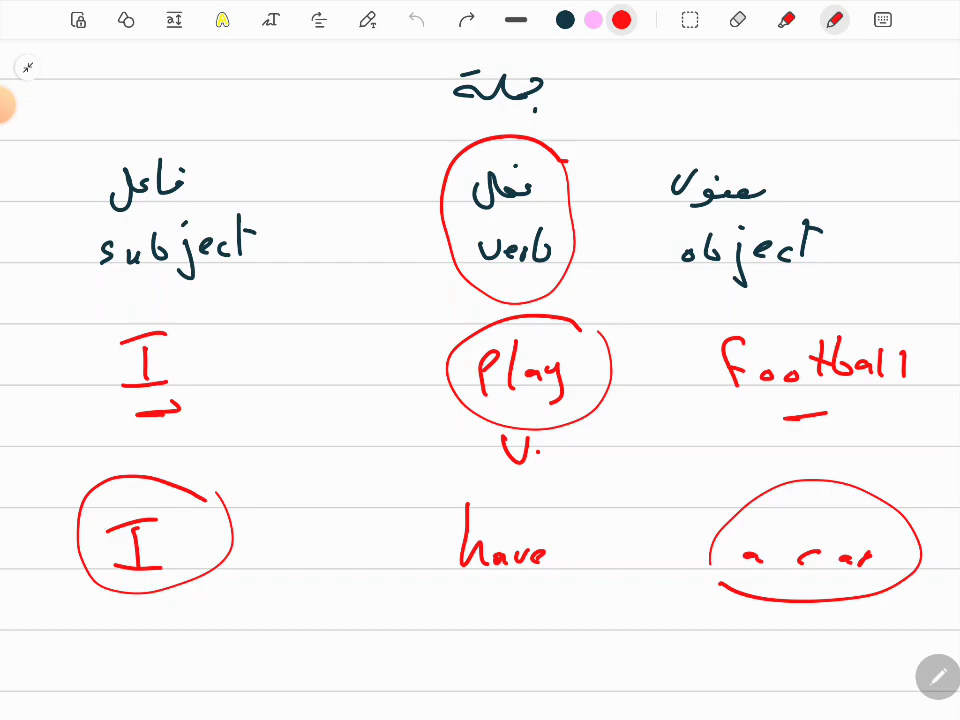 جملة
فاعل فعل مفعول
subject verb object
I play football
v.
I have a car